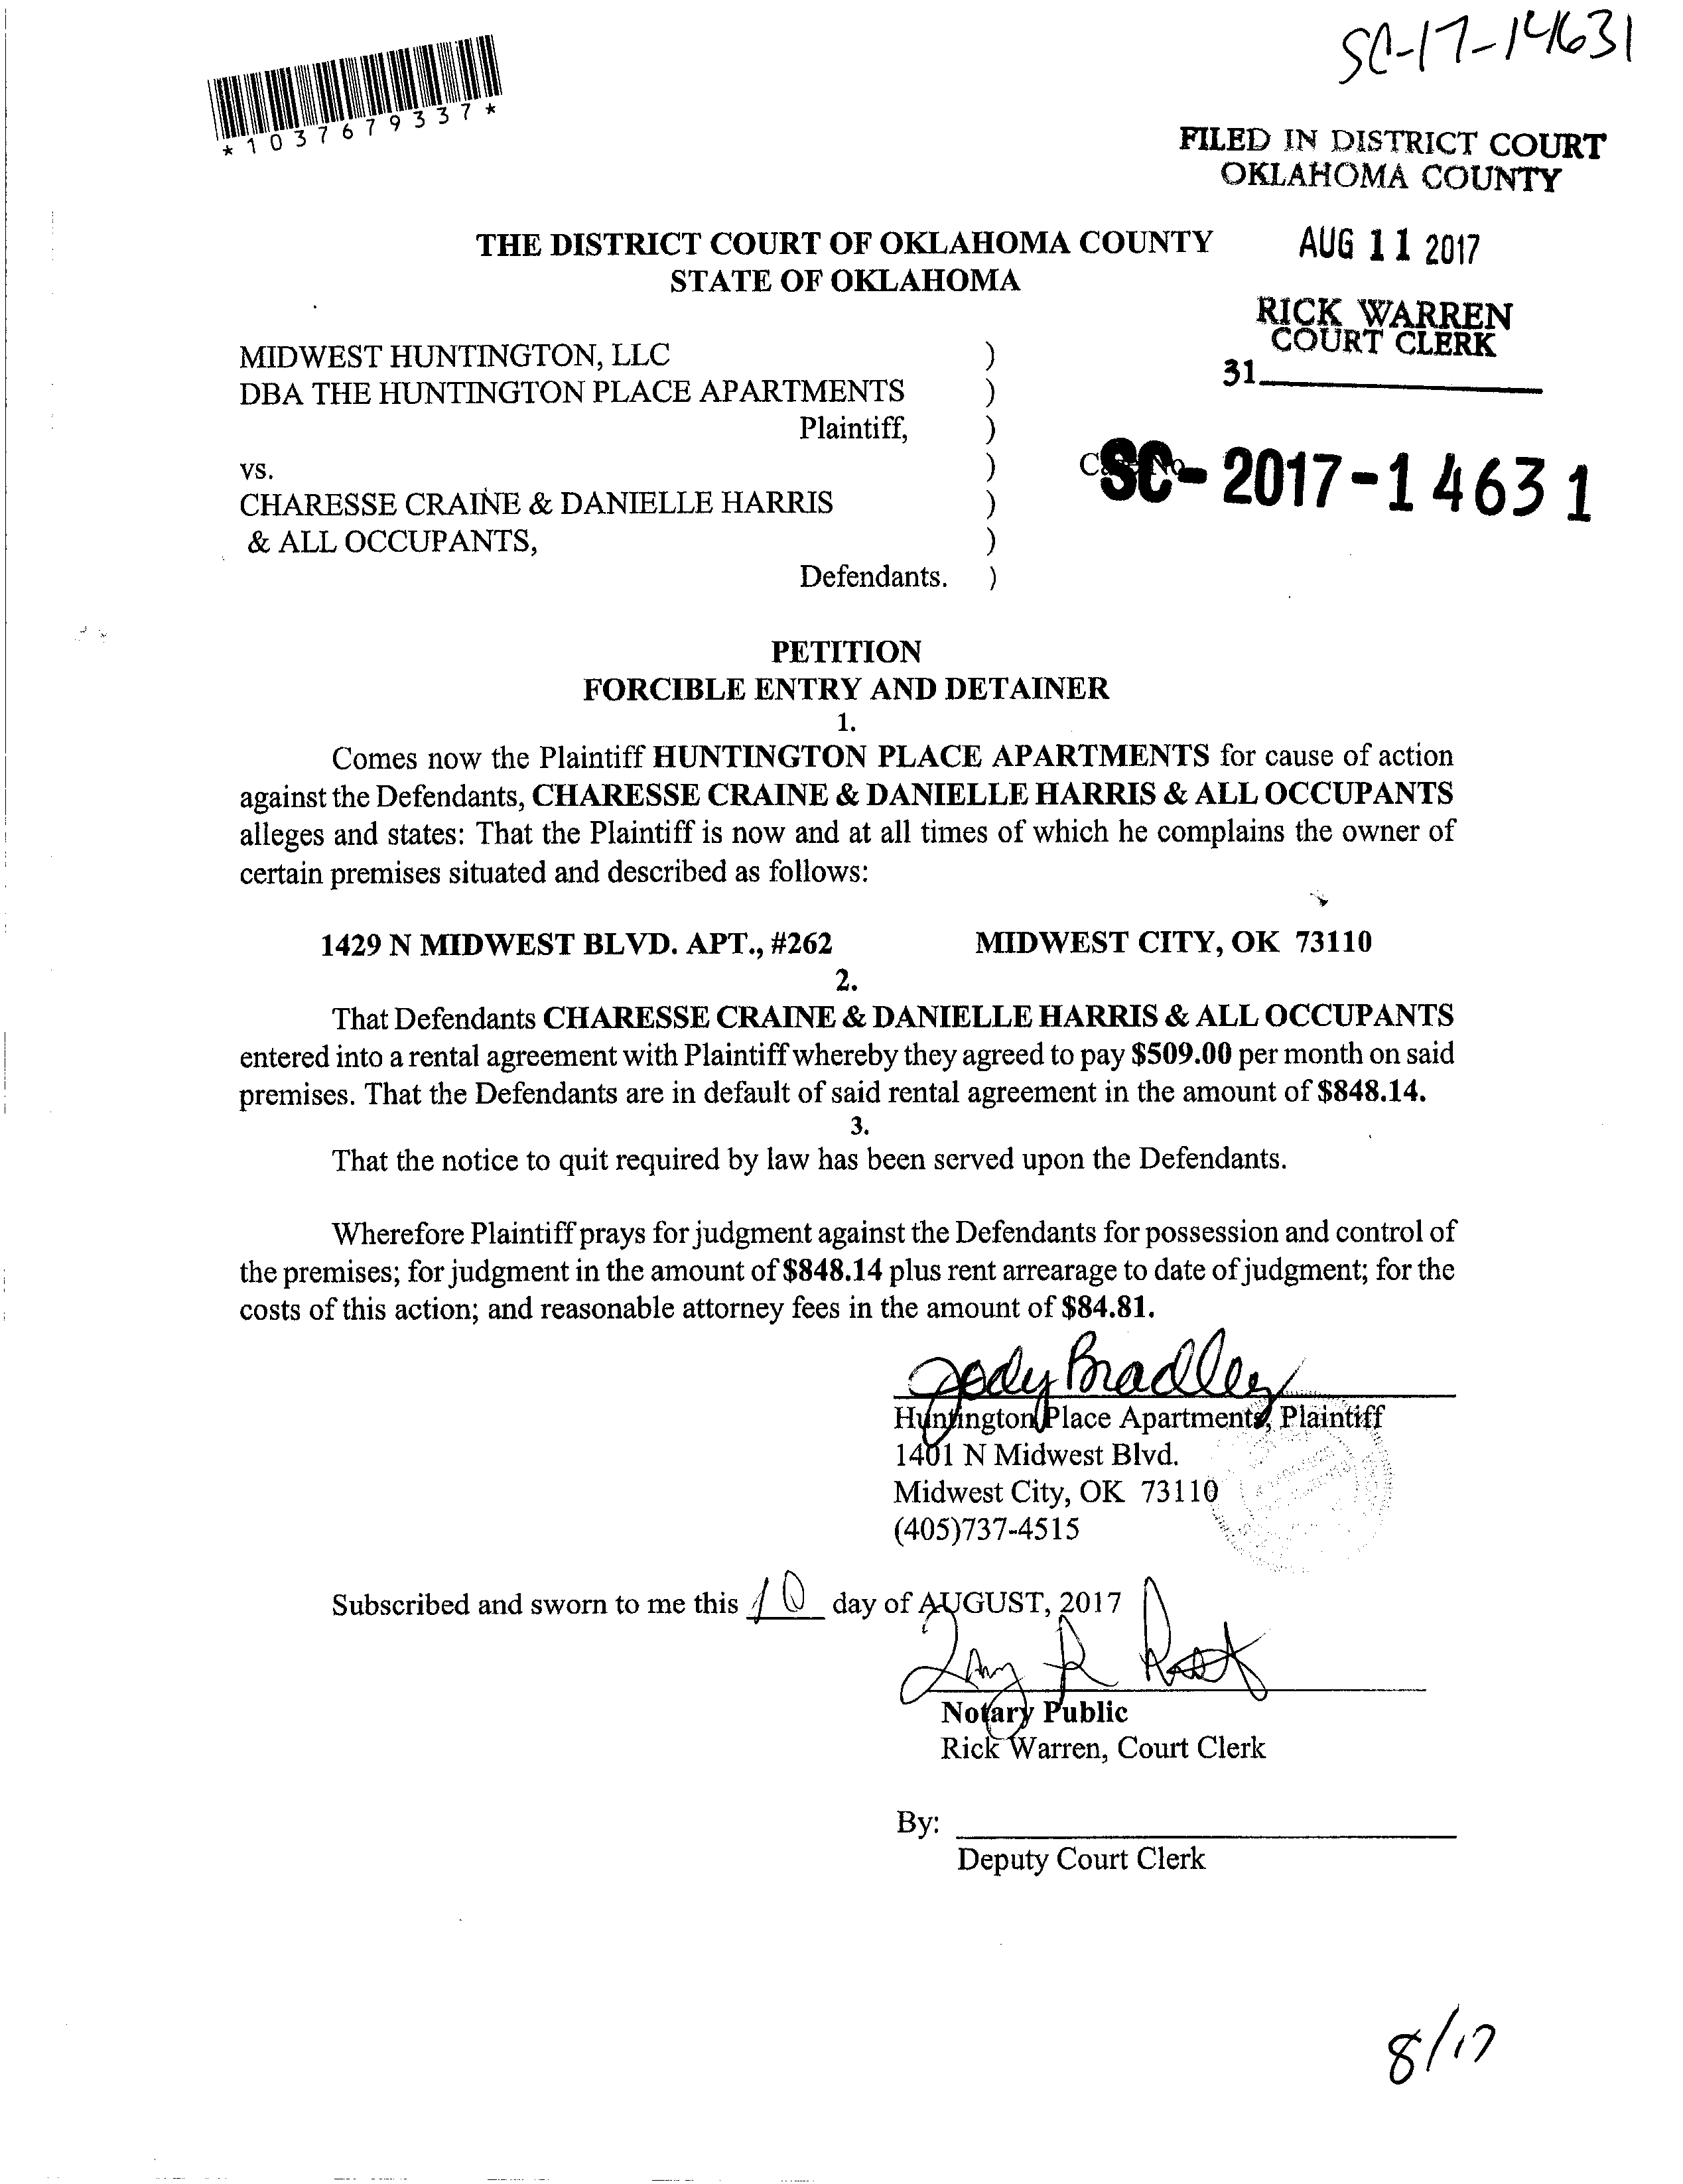 SC-17-14631
*1037679337*
FILED IN DISTRICT COURT
OKLAHOMA COUNTY
THE DISTRICT COURT OF OKLAHOMA COUNTY
STATE OF OKLAHOMA
AUG 11 2017
RICK WARREN
COURT CLERK
31
MIDWEST HUNTINGTON, LLC )
DBA THE HUNTINGTON PLACE APARTMENTS )
Plaintiff, )
vs. ) SC-2017-14631
CHARESSE CRAINE & DANIELLE HARRIS )
& ALL OCCUPANTS, )
Defendants. )
PETITION
FORCIBLE ENTRY AND DETAINER
1.
Comes now the Plaintiff HUNTINGTON PLACE APARTMENTS for cause of action
against the Defendants, CHARESSE CRAINE & DANIELLE HARRIS & ALL OCCUPANTS
alleges and states: That the Plaintiff is now and at all times of which he complains the owner of
certain premises situated and described as follows:
1429 N MIDWEST BLVD. APT., #262 MIDWEST CITY, OK 73110
2.
That Defendants CHARESSE CRAINE & DANIELLE HARRIS & ALL OCCUPANTS
entered into a rental agreement with Plaintiff whereby they agreed to pay $509.00 per month on said
premises. That the Defendants are in default of said rental agreement in the amount of $848.14.
3.
That the notice to quit required by law has been served upon the Defendants.
Wherefore Plaintiff prays for judgment against the Defendants for possession and control of
the premises; for judgment in the amount of $848.14 plus rent arrearage to date of judgment; for the
costs of this action; and reasonable attorney fees in the amount of $84.81.
Jody Bradley
Huntington Place Apartments, Plaintiff
1401 N Midwest Blvd.
Midwest City, OK 73110
(405)737-4515
Subscribed and sworn to me this 10 day of AUGUST, 2017
Notary Public
Rick Warren, Court Clerk
By:
Deputy Court Clerk
8/17